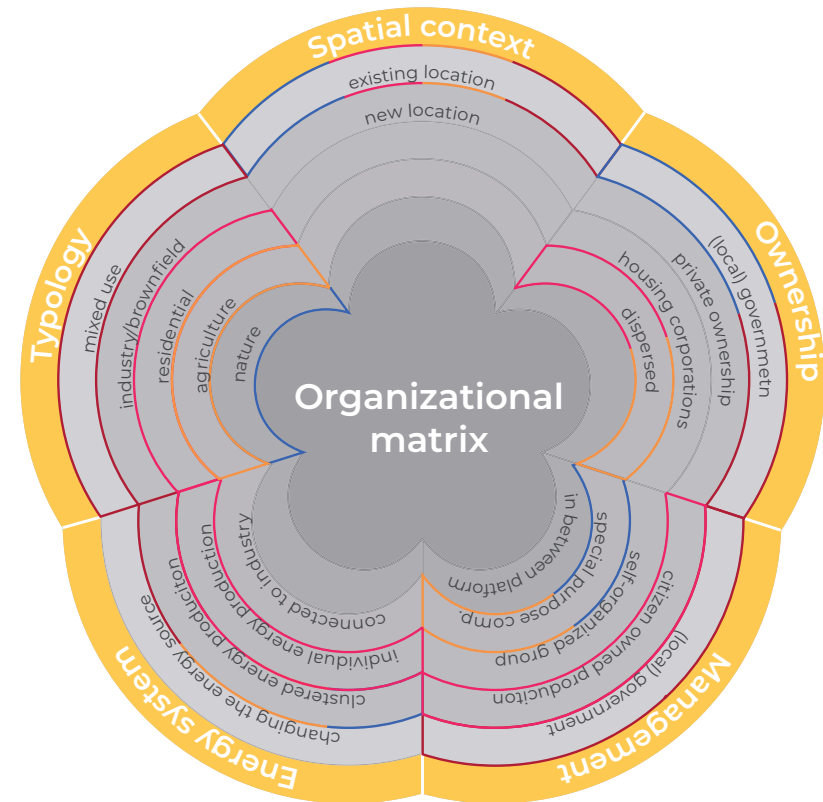 Spatial context
existing location
new location
Ownership
(local) governmetn
private ownership
housing corporations
dispersed
Management
(local) government
citizen owned produciton
self-organized group
special purpose comp.
in between platform
Energy system
changing the energy source
clustered energy produciton
individual energy production
connected to industry
Typology
mixed use
industry/brownfield
residential
agriculture
nature
Organizational
matrix